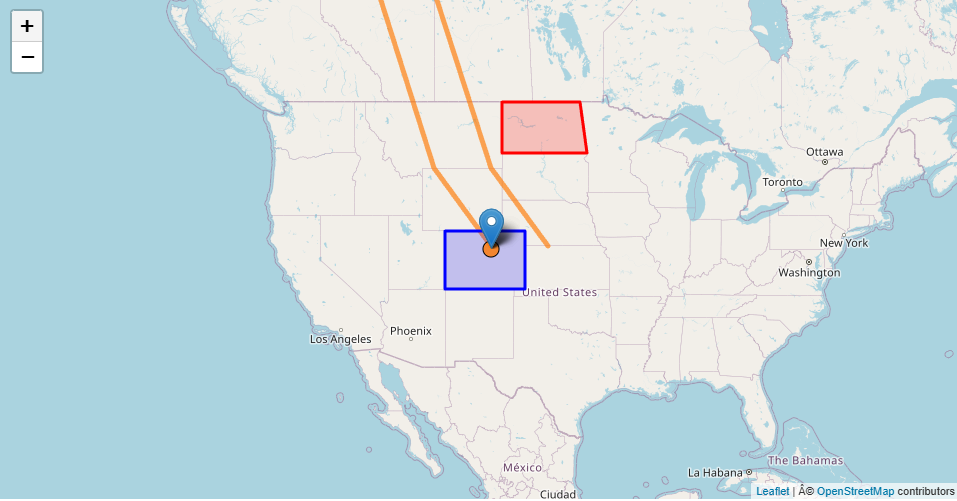 +
−
Ottawa
Toronto
New York
Washington
United States
Phoenix
Los Angeles
México
The Bahamas
La Habana
Ciudad
Leaflet | Â© OpenStreetMap contributors